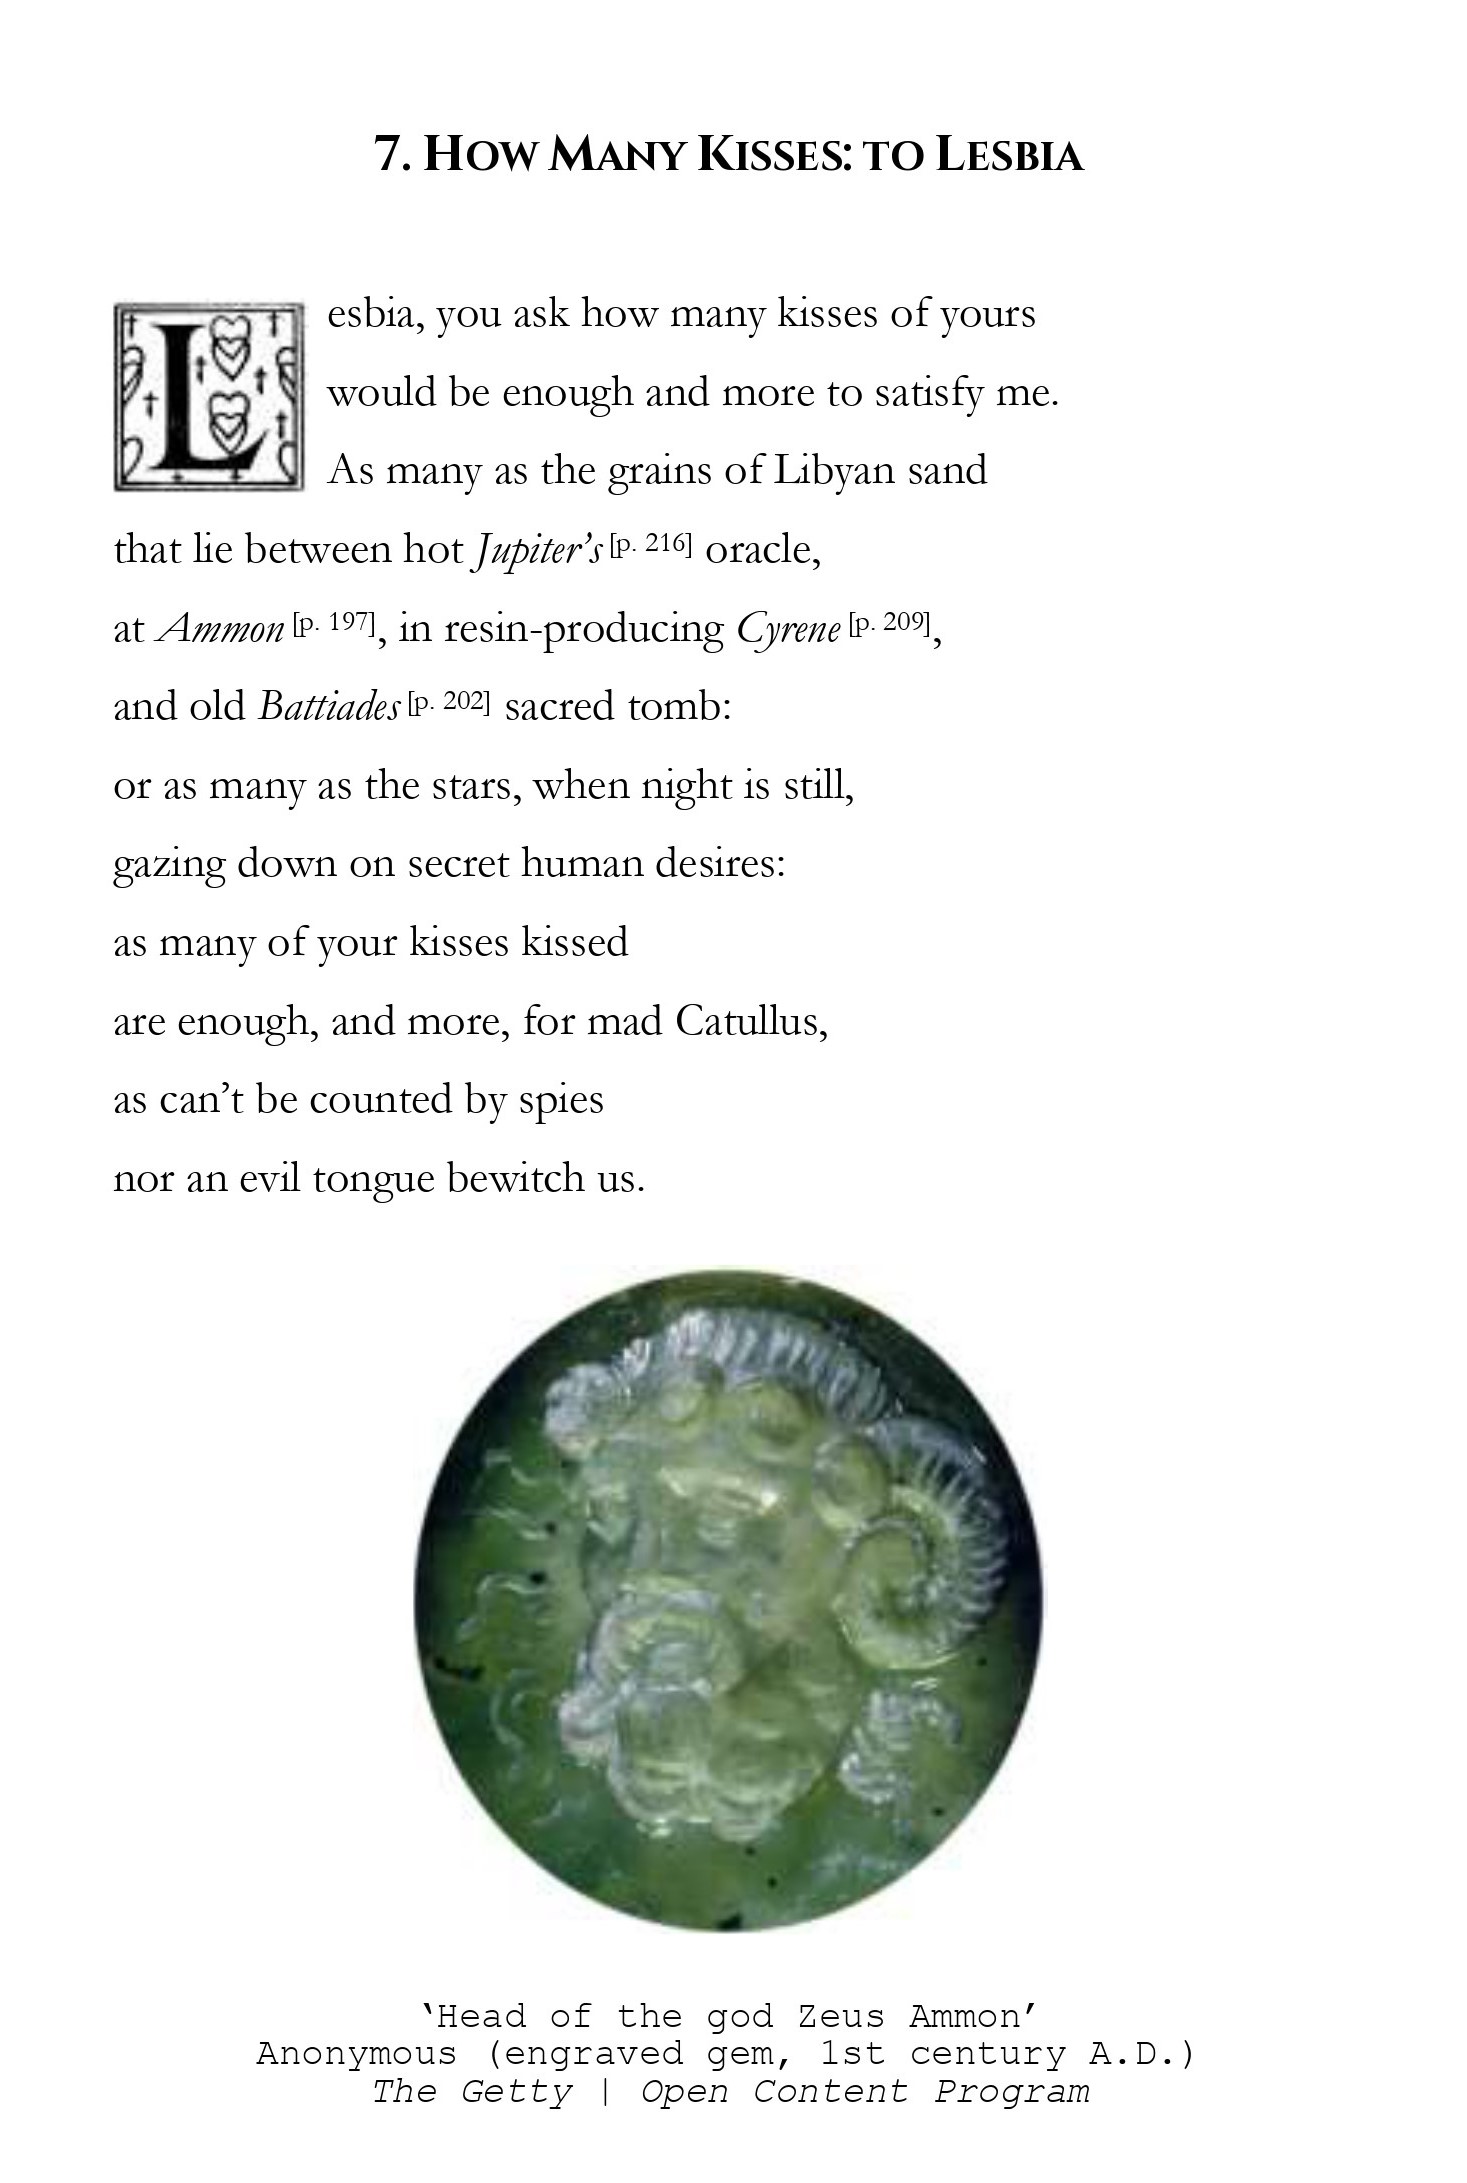 7. How Many Kisses: to Lesbia
Lesbia, you ask how many kisses of yours
would be enough and more to satisfy me.
As many as the grains of Libyan sand
that lie between hot Jupiter’s [p. 216] oracle,
at Ammon [p. 197], in resin-producing Cyrene [p. 209],
and old Battiades [p. 202] sacred tomb:
or as many as the stars, when night is still,
gazing down on secret human desires:
as many of your kisses kissed
are enough, and more, for mad Catullus,
as can’t be counted by spies
nor an evil tongue bewitch us.
‘Head of the god Zeus Ammon’
Anonymous (engraved gem, 1st century A.D.)
The Getty | Open Content Program